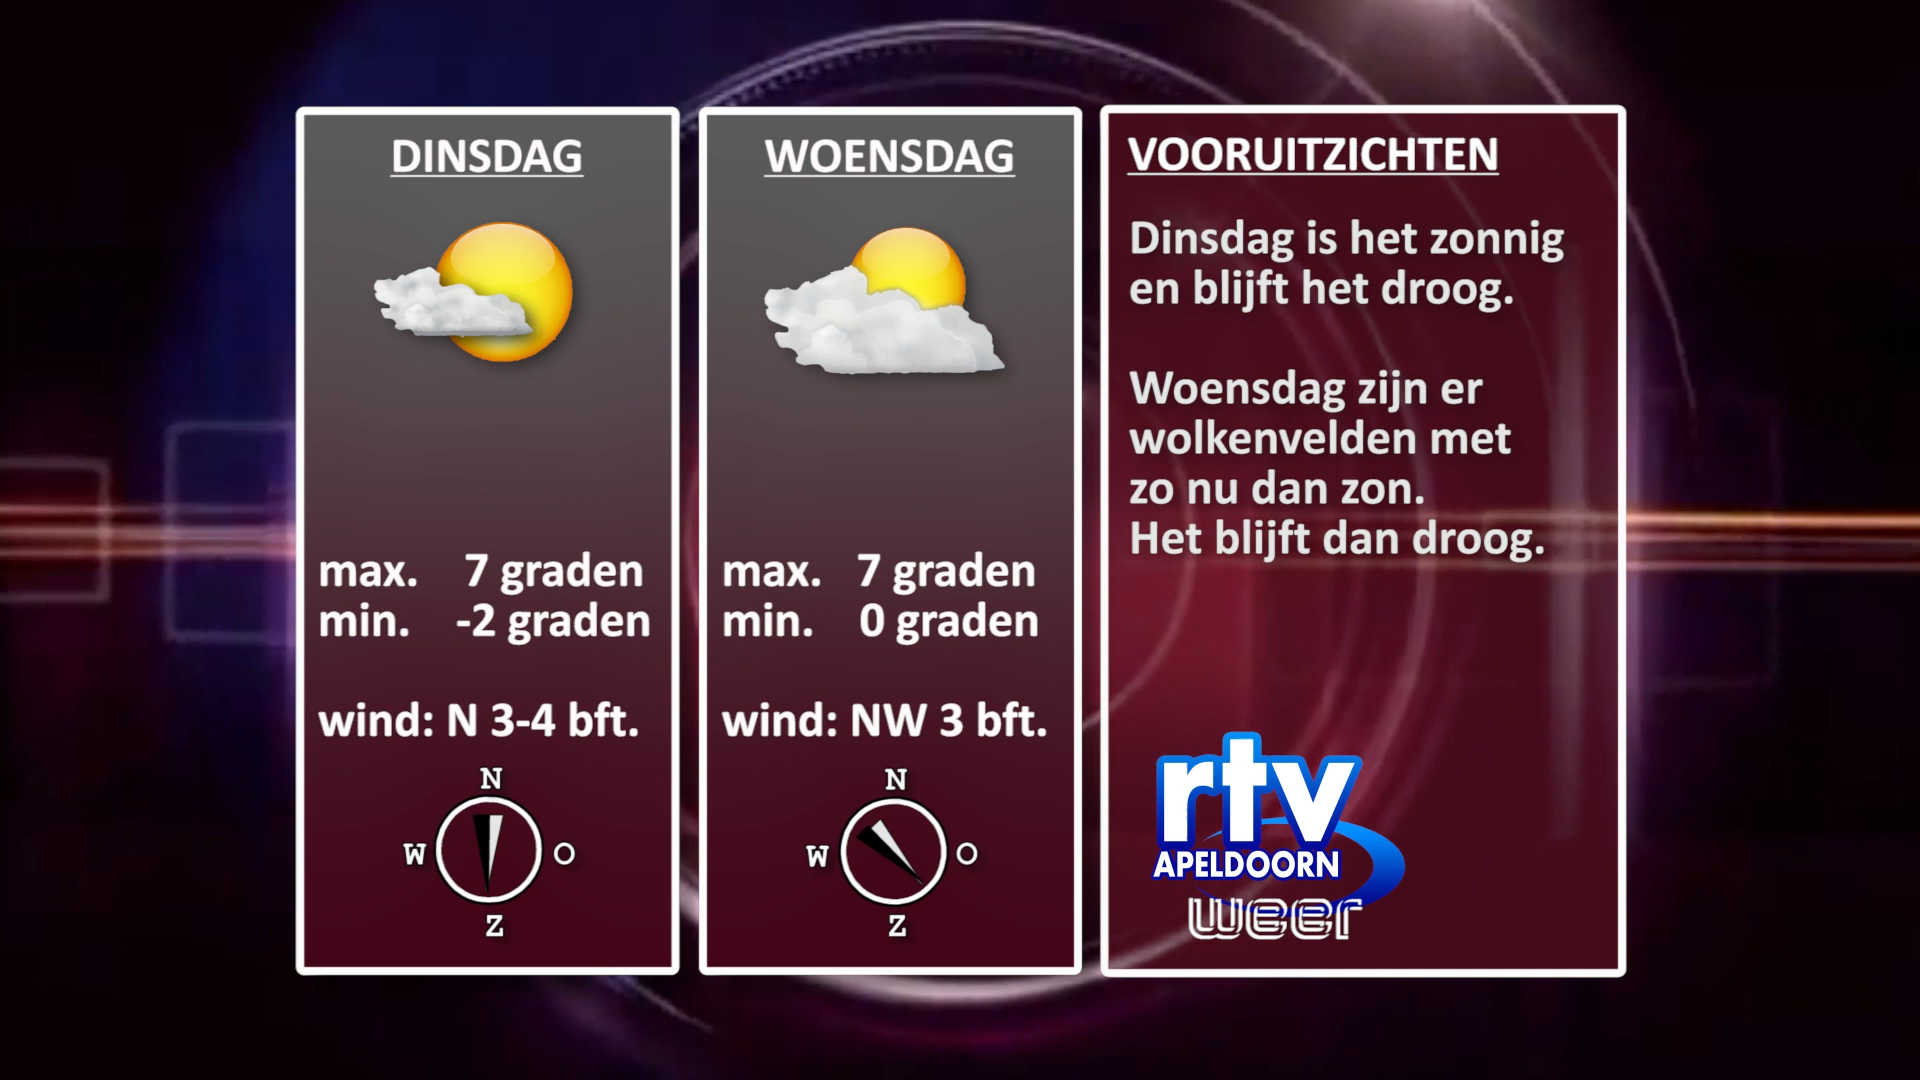 DINSDAG
max. 7 graden
min. -2 graden
wind: N 3-4 bft.
N
W O
Z
WOENSDAG
max. 7 graden
min. 0 graden
wind: NW 3 bft.
N
W O
Z
VOORUITZICHTEN
Dinsdag is het zonnig
en blijft het droog.
Woensdag zijn er
wolkenvelden met
zo nu dan zon.
Het blijft dan droog.
rtv
APELDOORN
weer